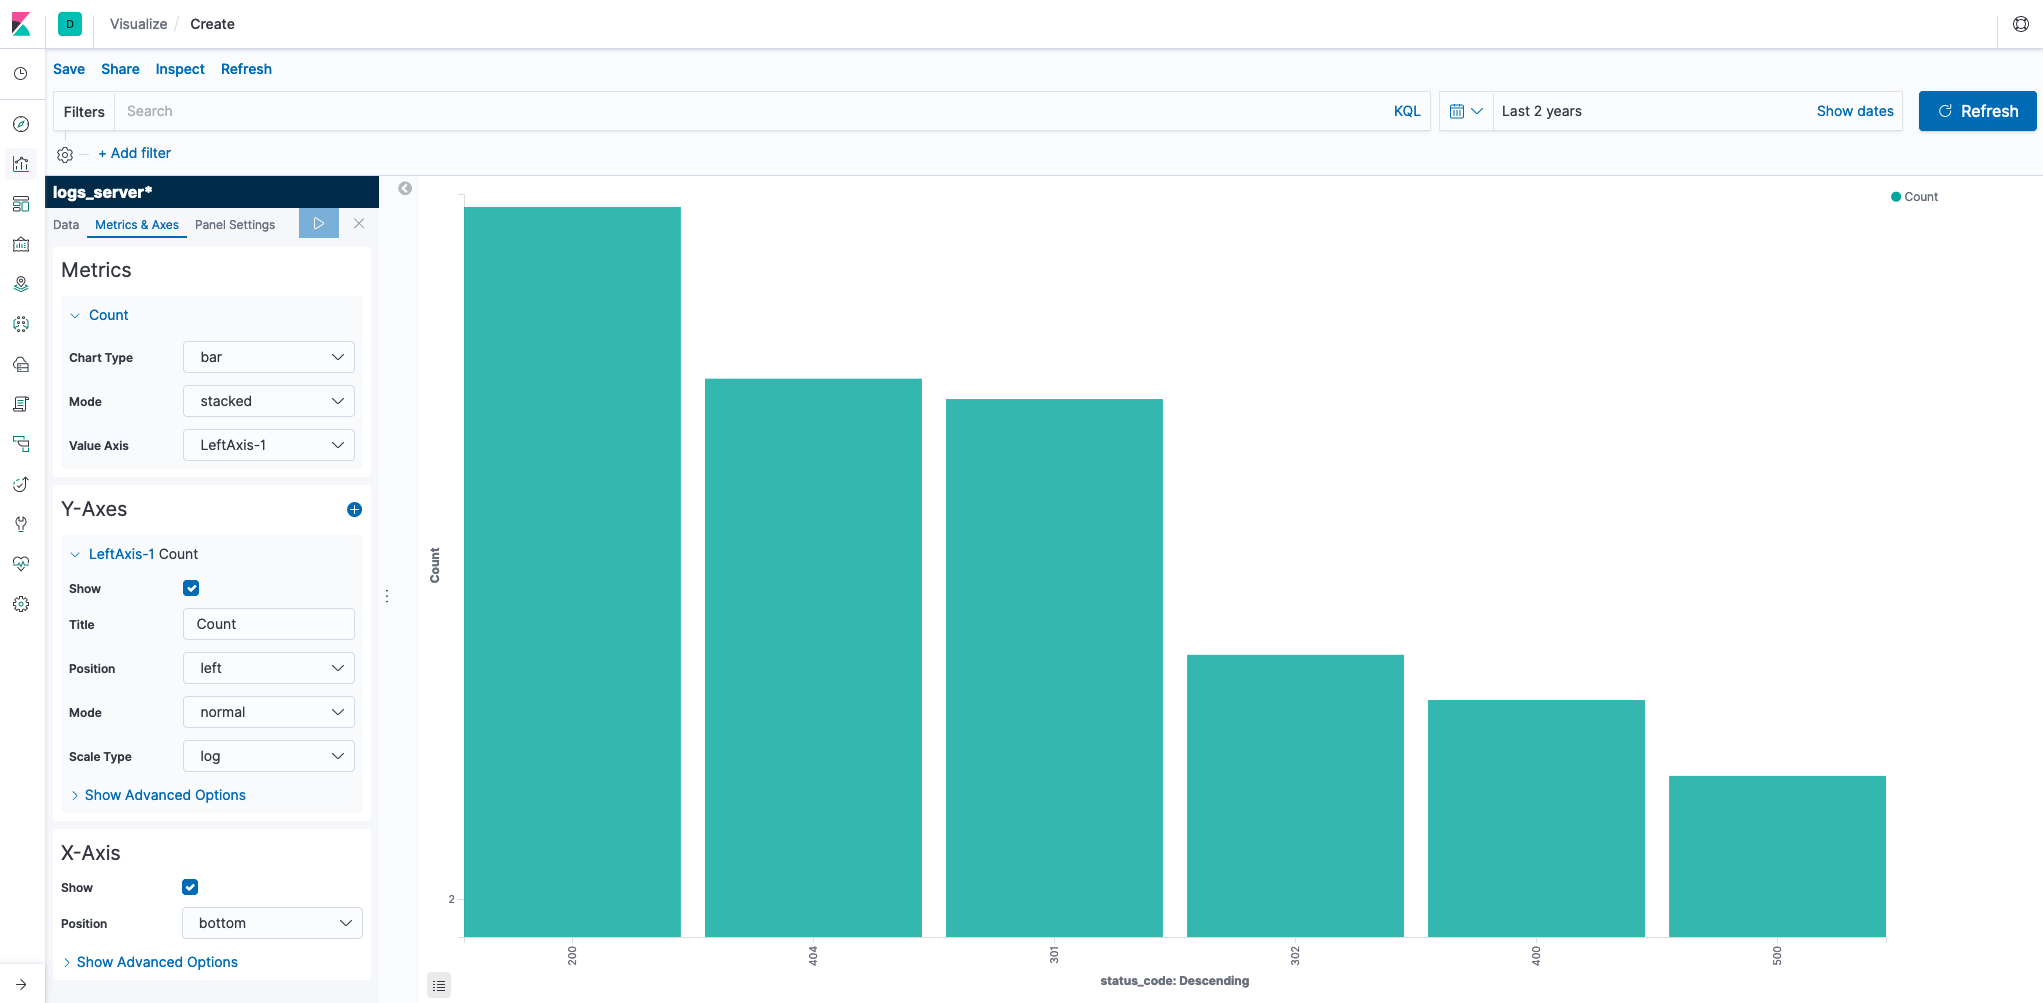 D Visualize / Create
Save Share Inspect Refresh
Filters Search KQL Last 2 years Show dates Refresh
+ Add filter
logs_server*
Data Metrics & Axes Panel Settings
Metrics
Count
Chart Type bar
Mode stacked
Value Axis LeftAxis-1
Y-Axes
LeftAxis-1 Count
Show
Title Count
Position left
Mode normal
Scale Type log
Show Advanced Options
X-Axis
Show
Position bottom
Show Advanced Options
Count
Count
2
200 404 301 302 400 500
status_code: Descending